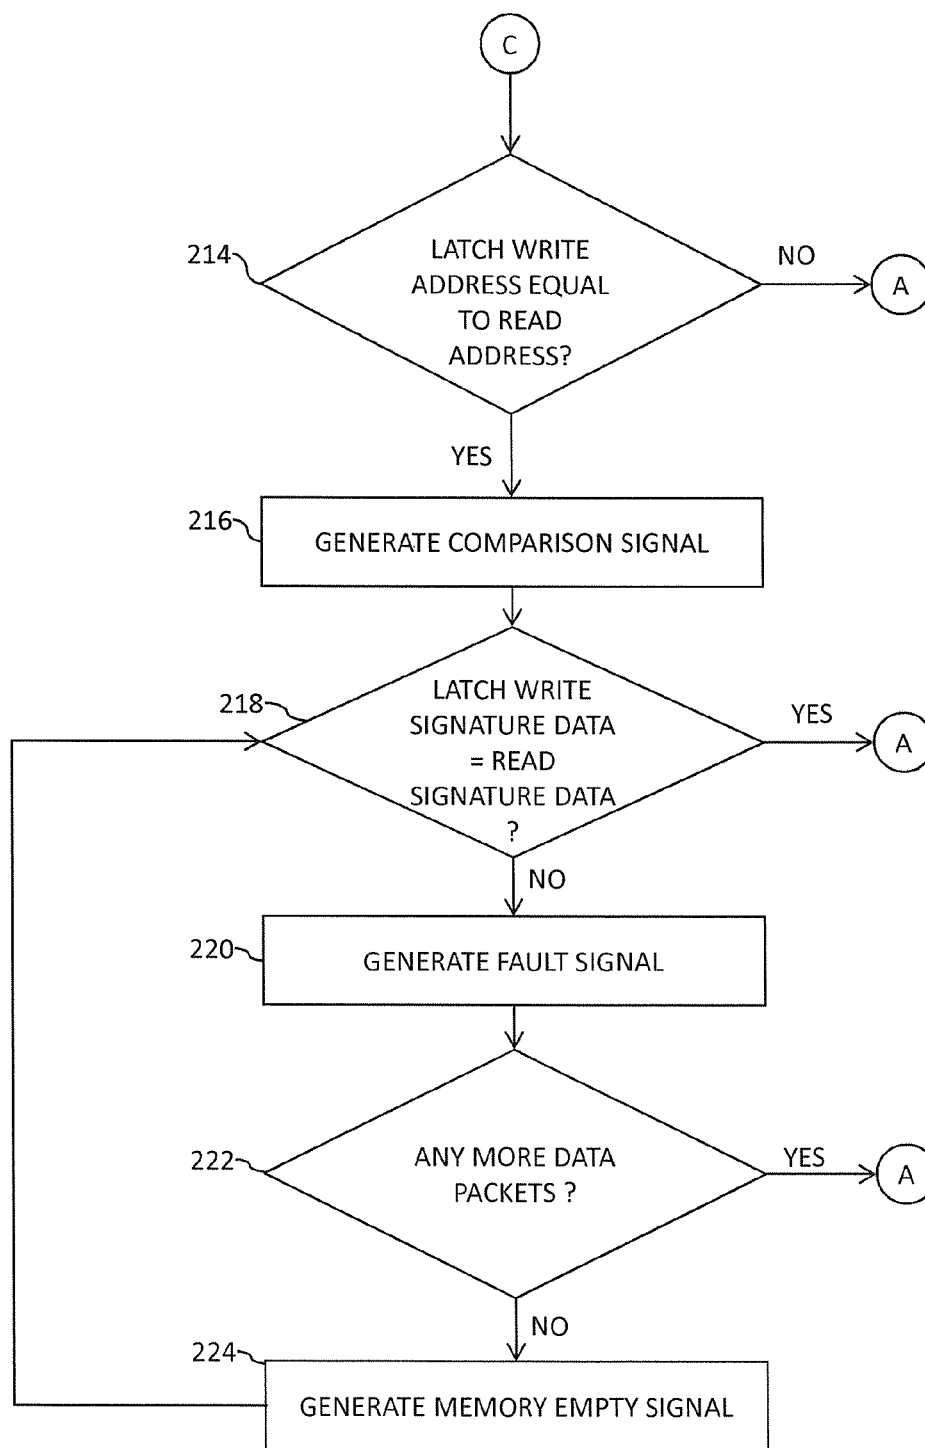 C
214
LATCH WRITE
ADDRESS EQUAL
TO READ
ADDRESS?
NO
A
YES
216
GENERATE COMPARISON SIGNAL
218
LATCH WRITE
SIGNATURE DATA
= READ
SIGNATURE DATA
?
YES
A
NO
220
GENERATE FAULT SIGNAL
222
ANY MORE DATA
PACKETS ?
YES
A
NO
224
GENERATE MEMORY EMPTY SIGNAL